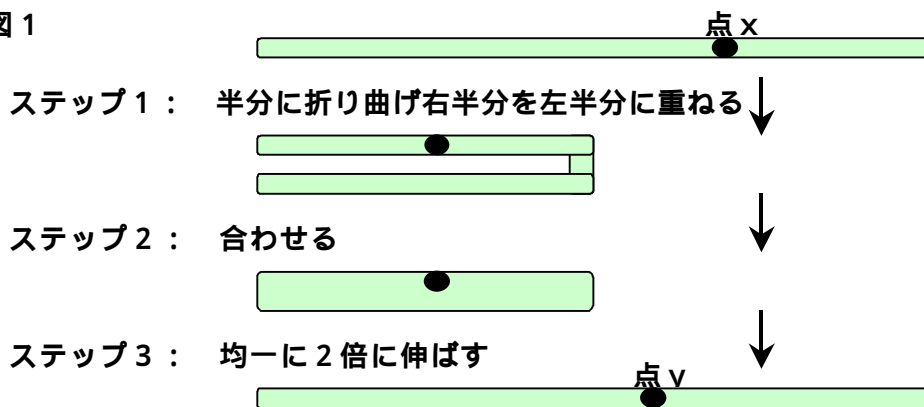 図 1
点 x
ステップ 1 : 半分に折り曲げ右半分を左半分に重ねる
ステップ 2 : 合わせる
ステップ 3 : 均一に 2 倍に伸ばす
点 y